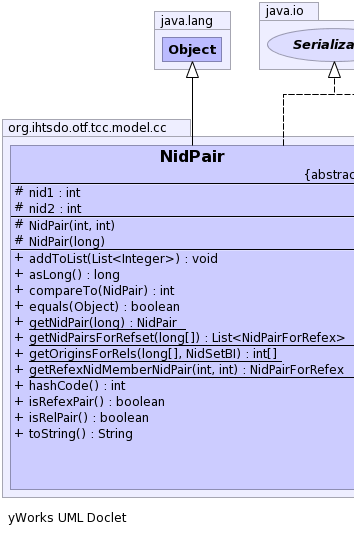 java.lang
java.io
Object
Serializa
org.ihtsdo.otf.tcc.model.cc
NidPair
{abstrac
# nid1 : int
# nid2 : int
# NidPair(int, int)
# NidPair(long)
+ addToList(List<Integer>) : void
+ asLong() : long
+ compareTo(NidPair) : int
+ equals(Object) : boolean
+ getNidPair(long) : NidPair
+ getNidPairsForRefset(long[]) : List<NidPairForRefex>
+ getOriginsForRels(long[], NidSetBI) : int[]
+ getRefexNidMemberNidPair(int, int) : NidPairForRefex
+ hashCode() : int
+ isRefexPair() : boolean
+ isRelPair() : boolean
+ toString() : String
yWorks UML Doclet